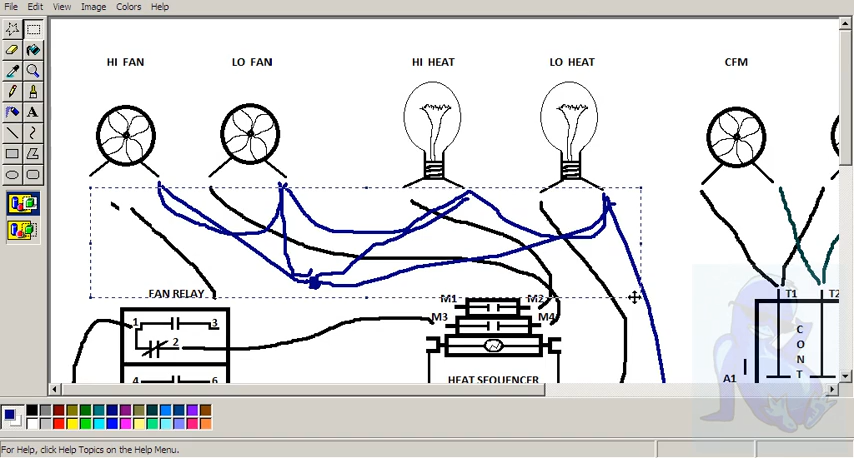 File Edit View Image Colors Help
A
HI FAN LO FAN HI HEAT LO HEAT CFM
FAN RELAY M1 M2 T1 T2
1 3 M3 M4
2
C
O
N
T
4 6 HEAT SEQUENCER A1
For Help, click Help Topics on the Help Menu.